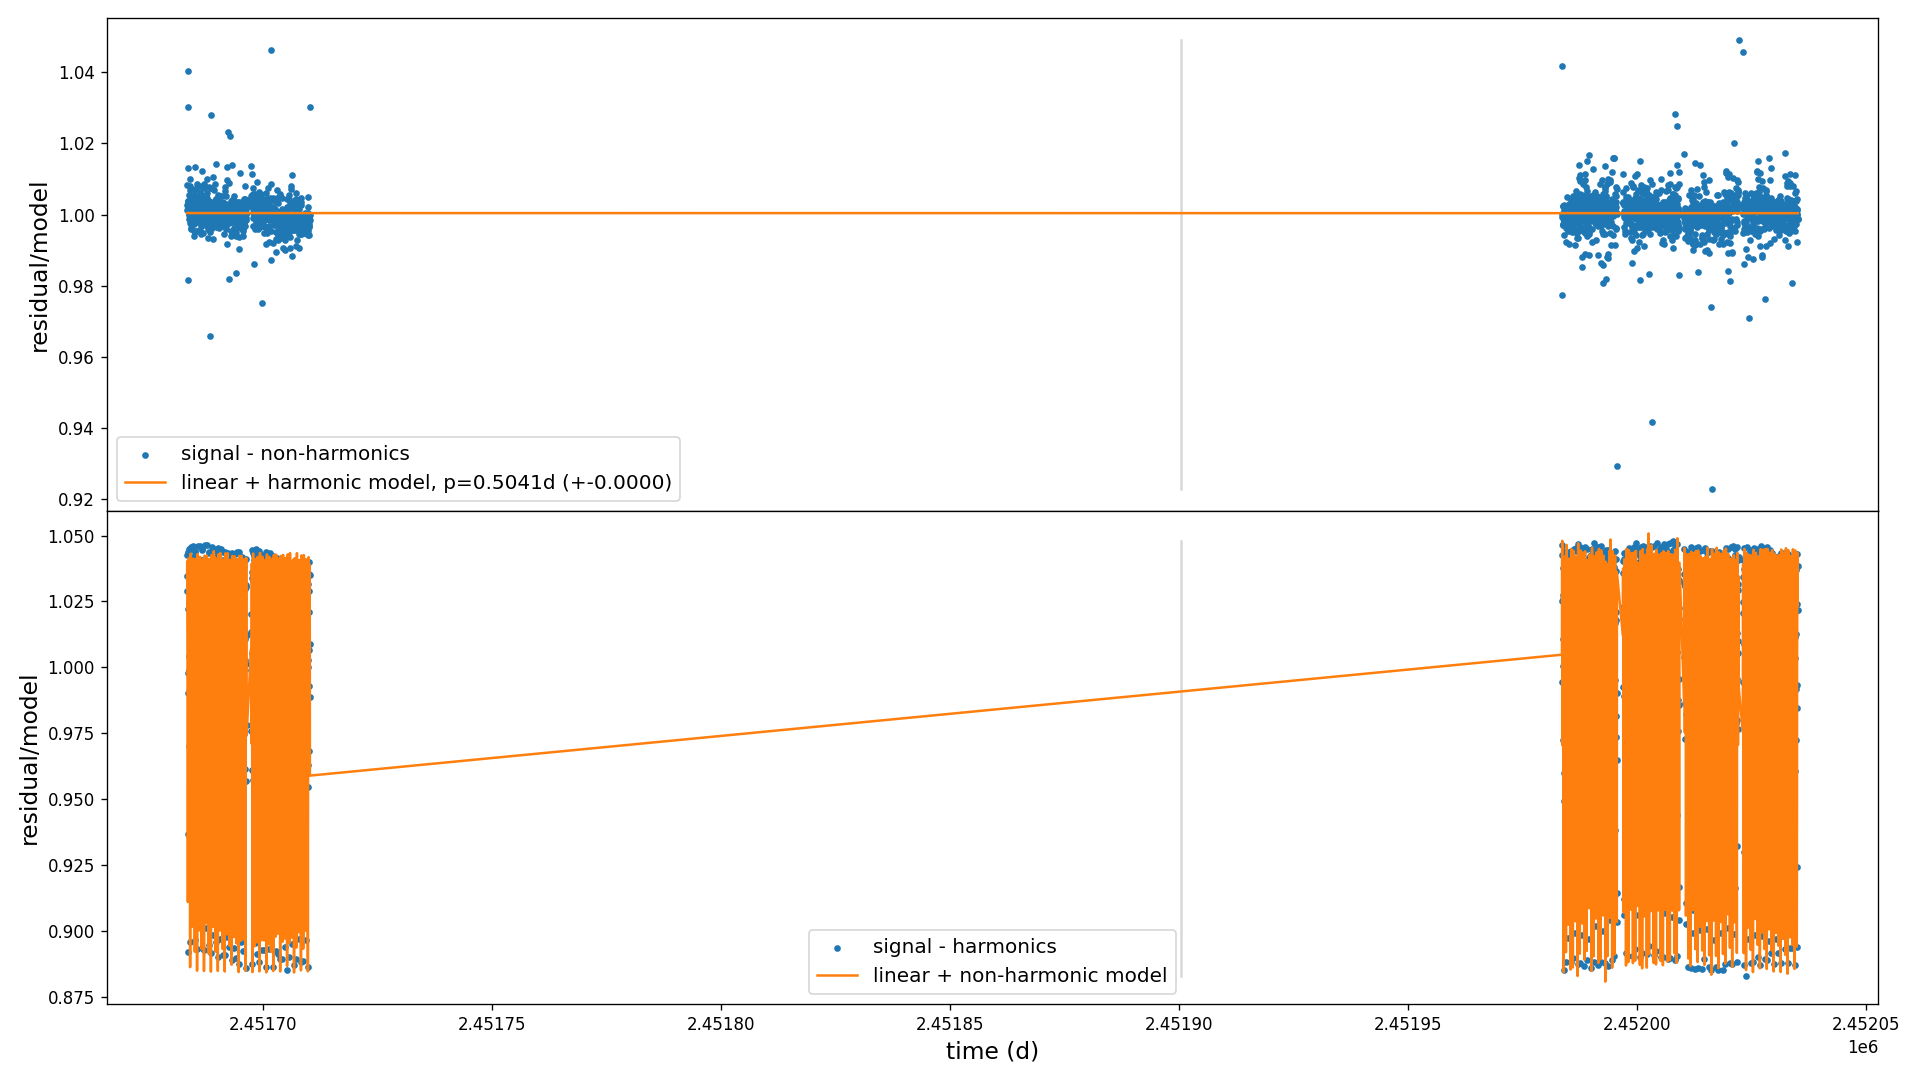 1.04
1.02
1.00
0.98
0.96
0.94
0.92
residual/model
signal - non-harmonics
linear + harmonic model, p=0.5041d (+-0.0000)
1.050
1.025
1.000
0.975
0.950
0.925
0.900
0.875
residual/model
signal - harmonics
linear + non-harmonic model
2.45170 2.45175 2.45180 2.45185 2.45190 2.45195 2.45200 2.45205
1e6
time (d)